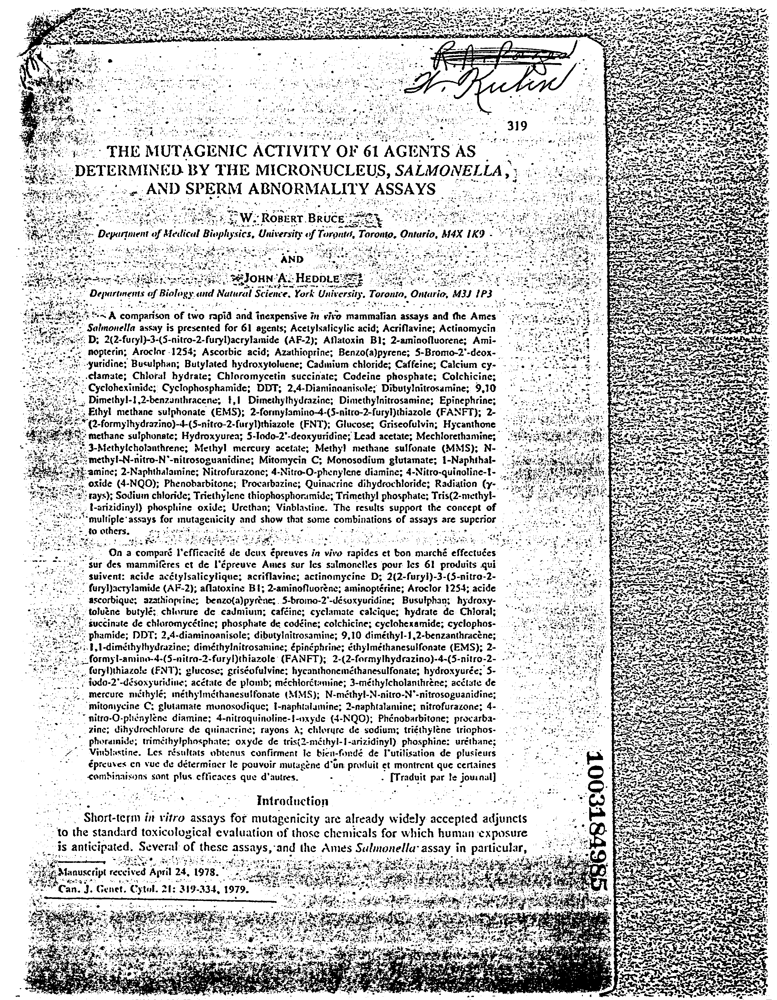 319
THE MUTAGENIC ACTIVITY OF 61 AGENTS AS
DETERMINED BY THE MICRONUCLEUS, SALMONELLA,
AND SPERM ABNORMALITY ASSAYS
W. ROBERT BRUCE
Department of Medical Biophysics, University of Toronto, Toronto, Ontario, M4X 1K9
AND
JOHN A. HEDDLE
Departments of Biology and Natural Science, York University, Toronto, Ontario, M3J 1P3
A comparison of two rapid and inexpensive in vivo mammalian assays and the Ames
Salmonella assay is presented for 61 agents; Acetylsalicylic acid; Acriflavine; Actinomycin
D; 2(2-furyl)-3-(5-nitro-2-furyl)acrylamide (AF-2); Aflatoxin B1; 2-aminofluorene; Ami-
nopterin; Aroclor 1254; Ascorbic acid; Azathioprine; Benzo(a)pyrene; 5-Bromo-2'-deox-
yuridine; Busulphan; Butylated hydroxytoluene; Cadmium chloride; Caffeine; Calcium cy-
clamate; Chloral hydrate; Chloromycetin succinate; Codeine phosphate; Colchicine;
Cycloheximide; Cyclophosphamide; DDT; 2,4-Diaminoanisole; Dibutylnitrosamine; 9,10
Dimethyl-1,2-benzanthracene; 1,1 Dimethylhydrazine; Dimethylnitrosamine; Epinephrine;
Ethyl methane sulphonate (EMS); 2-formylamino-4-(5-nitro-2-furyl)thiazole (FANFT); 2-
(2-formylhydrazino)-4-(5-nitro-2-furyl)thiazole (FNT); Glucose; Griseofulvin; Hycanthone
methane sulphonate; Hydroxyurea; 5-Iodo-2'-deoxyuridine; Lead acetate; Mechlorethamine;
3-Methylcholanthrene; Methyl mercury acetate; Methyl methane sulfonate (MMS); N-
methyl-N-nitro-N'-nitrosoguanidine; Mitomycin C; Monosodium glutamate; 1-Naphthal-
amine; 2-Naphthalamine; Nitrofurazone; 4-Nitro-O-phenylene diamine; 4-Nitro-quinoline-1-
oxide (4-NQO); Phenobarbitone; Procarbazine; Quinacrine dihydrochloride; Radiation (γ-
rays); Sodium chloride; Triethylene thiophosphoramide; Trimethyl phosphate; Tris(2-methyl-
1-arizidinyl) phosphine oxide; Urethan; Vinblastine. The results support the concept of
multiple assays for mutagenicity and show that some combinations of assays are superior
to others.
On a comparé l'efficacité de deux épreuves in vivo rapides et bon marché effectuées
sur des mammifères et de l'épreuve Ames sur les salmonelles pour les 61 produits qui
suivent: acide acétylsalicylique; acriflavine; actinomycine D; 2(2-furyl)-3-(5-nitro-2-
furyl)actylamide (AF-2); aflatoxine B1; 2-aminofluorène; aminoptérine; Aroclor 1254; acide
ascorbique; azathioprine; benzo(a)pyrène; 5-bromo-2'-désoxyuridine; Busulphan; hydroxy-
toluène butylé; chlorure de cadmium; caféine; cyclamate calcique; hydrate de Chloral;
succinate de chloromycétine; phosphate de codéine; colchicine; cyclohexamide; cyclophos-
phamide; DDT; 2,4-diaminoanisole; dibutylnitrosamine; 9,10 diméthyl-1,2-benzanthracène;
1,1-diméthylhydrazine; diméthylnitrosamine; épinéphrine; éthylméthanesulfonate (EMS); 2-
formyl-amino-4-(5-nitro-2-furyl)thiazole (FANFT); 2-(2-formylhydrazino)-4-(5-nitro-2-
furyl)thiazole (FNT); glucose; griséofulvine; hycanthoneméthanesulfonate; hydroxyurée; 5-
iodo-2'-désoxyuridine; acétate de plomb; méchlorétamine; 3-méthylcholanthrène; acétate de
mercure méthylé; méthylméthanesulfonate (MMS); N-méthyl-N-nitro-N'-nitrosoguanidine;
mitomycine C; glutamate monosodique; 1-naphtalamine; 2-naphtalamine; nitrofurazone; 4-
nitro-O-phénylène diamine; 4-nitroquinoline-1-oxyde (4-NQO); Phénobarbitone; procarba-
zine; dihydrochlorure de quinacrine; rayons λ; chlorure de sodium; triéthylène triophos-
phoramide; triméthylphosphate; oxyde de tris(2-méthyl-1-arizidinyl) phosphine; uréthane;
Vinblastine. Les résultats obtenus confirment le bien-fondé de l'utilisation de plusieurs
épreuves en vue de déterminer le pouvoir mutagène d'un produit et montrent que certaines
combinaisons sont plus efficaces que d'autres. [Traduit par le journal]
Introduction
Short-term in vitro assays for mutagenicity are already widely accepted adjuncts
to the standard toxicological evaluation of those chemicals for which human exposure
is anticipated. Several of these assays, and the Ames Salmonella assay in particular,
Manuscript received April 24, 1978.
Can. J. Genet. Cytol. 21: 319-334, 1979.
1003184985